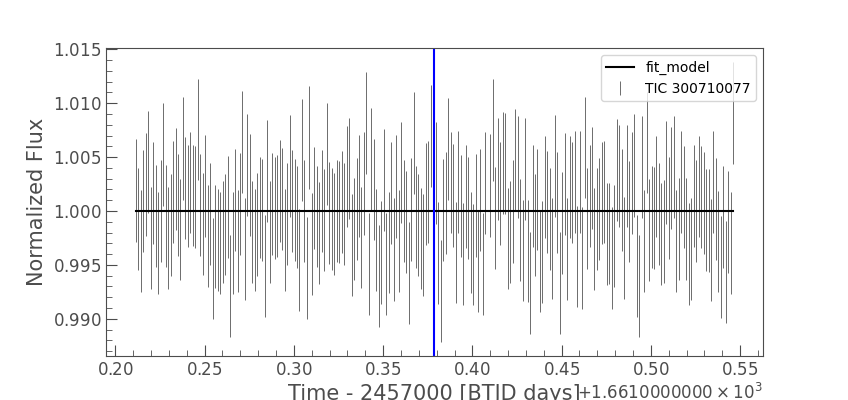 1.015
1.010
1.005
1.000
0.995
0.990
Normalized Flux
fit_model
TIC 300710077
0.20 0.25 0.30 0.35 0.40 0.45 0.50 0.55
Time - 2457000 [BTJD days]
+1.6610000000 × 10³